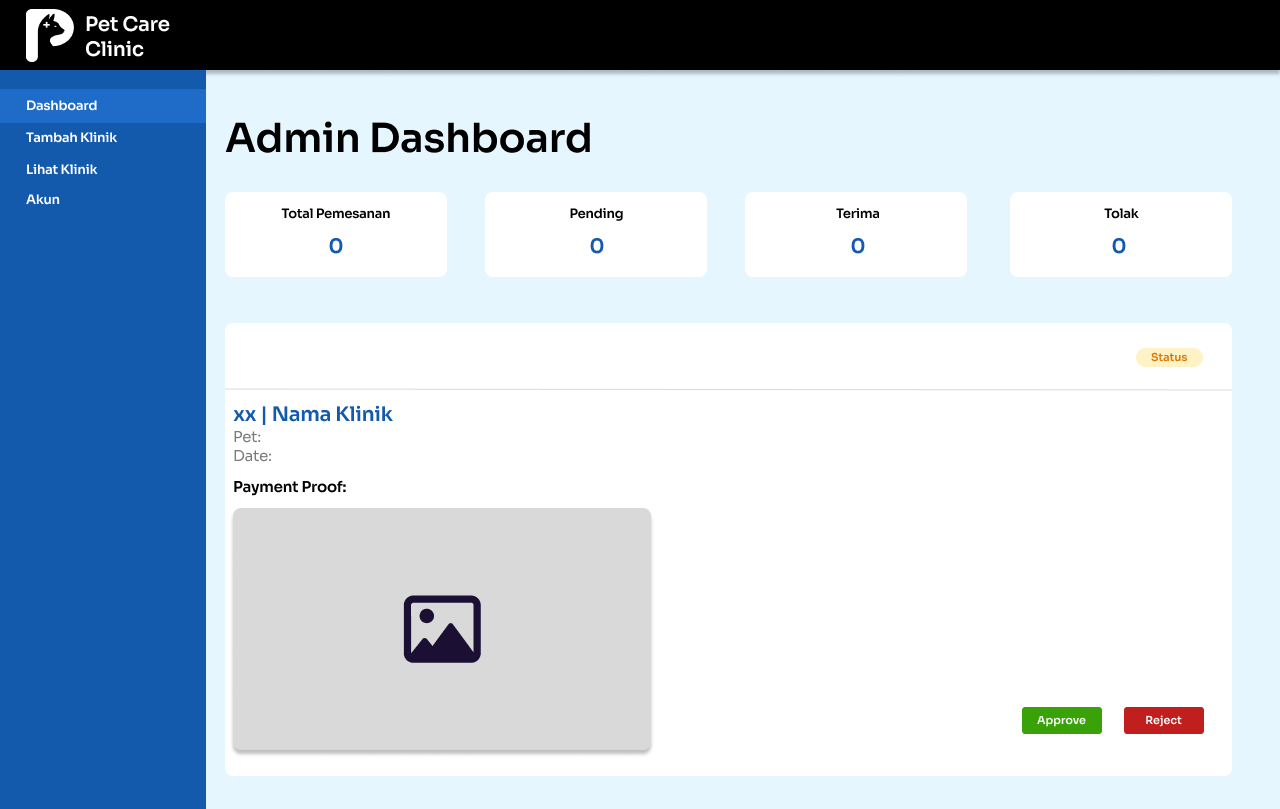 Pet Care
Clinic
Dashboard
Tambah Klinik
Lihat Klinik
Akun
Admin Dashboard
Total Pemesanan
0
Pending
0
Terima
0
Tolak
0
Status
xx | Nama Klinik
Pet:
Date:
Payment Proof:
Approve
Reject